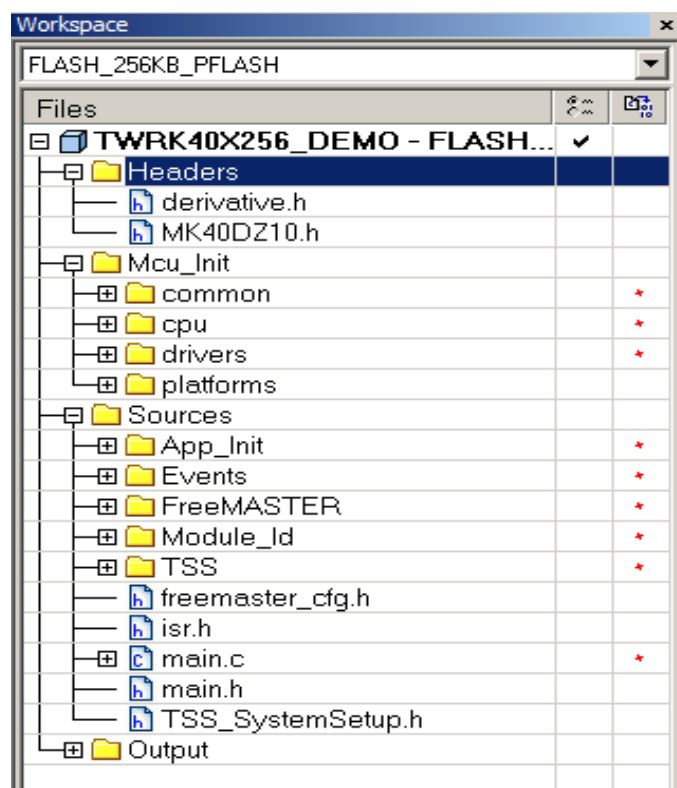 Workspace
FLASH_256KB_PFLASH
Files
TWRK40X256_DEMO - FLASH...
Headers
derivative.h
MK40DZ10.h
Mcu_Init
common
cpu
drivers
platforms
Sources
App_Init
Events
FreeMASTER
Module_Id
TSS
freemaster_cfg.h
isr.h
main.c
main.h
TSS_SystemSetup.h
Output